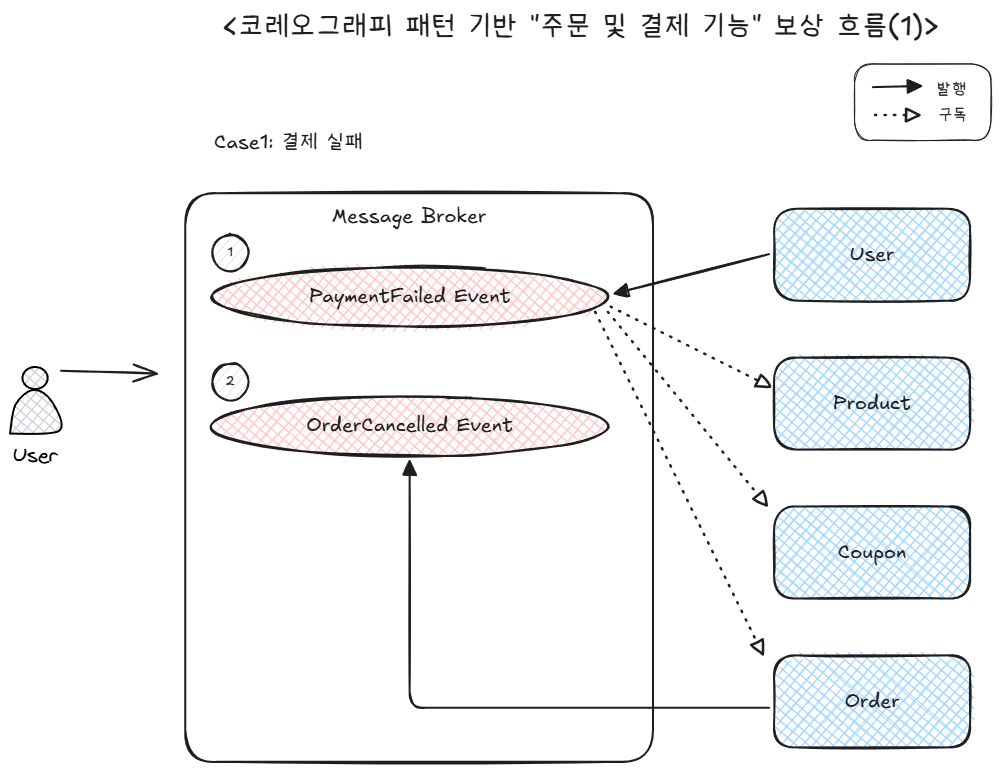 <코레오그래피 패턴 기반 "주문 및 결제 기능" 보상 흐름(1)>
발행
구독
Case1: 결제 실패
Message Broker
1
PaymentFailed Event
2
OrderCancelled Event
User
User
Product
Coupon
Order